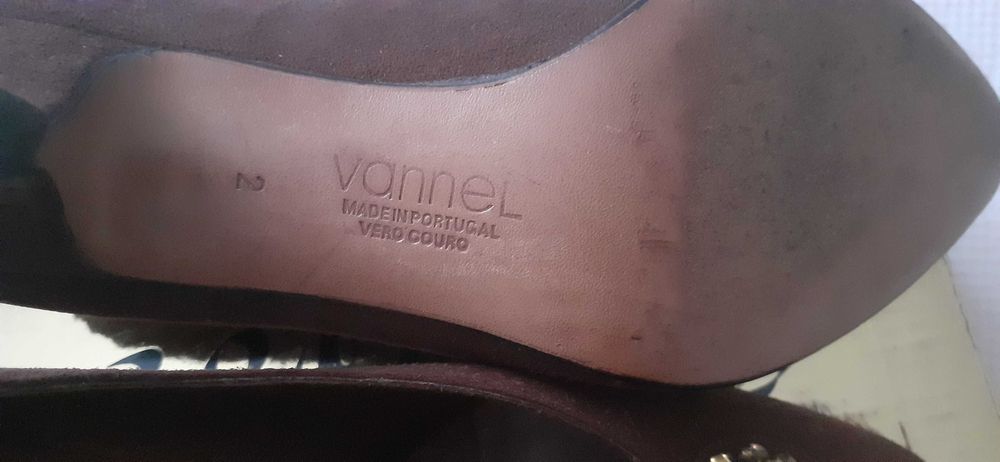 vanneL
MADE IN PORTUGAL
VERO COURO
2